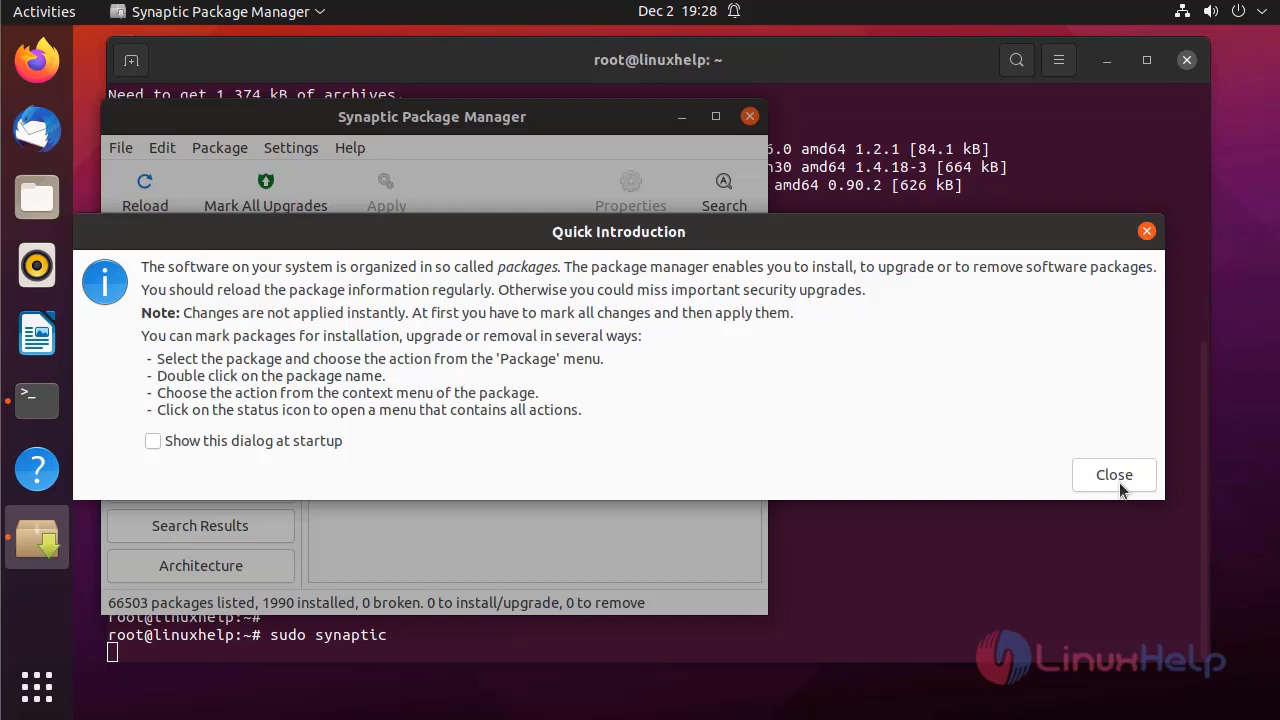 Activities
Synaptic Package Manager
Dec 2 19:28
root@linuxhelp: ~
Need to get 1,374 kB of archives.
Synaptic Package Manager
File Edit Package Settings Help
6.0 amd64 1.2.1 [84.1 kB]
n30 amd64 1.4.18-3 [664 kB]
amd64 0.90.2 [626 kB]
Reload Mark All Upgrades Apply Properties Search
Quick Introduction
The software on your system is organized in so called packages. The package manager enables you to install, to upgrade or to remove software packages.
You should reload the package information regularly. Otherwise you could miss important security upgrades.
Note: Changes are not applied instantly. At first you have to mark all changes and then apply them.
You can mark packages for installation, upgrade or removal in several ways:
- Select the package and choose the action from the 'Package' menu.
- Double click on the package name.
- Choose the action from the context menu of the package.
- Click on the status icon to open a menu that contains all actions.
Show this dialog at startup
Close
Search Results
Architecture
66503 packages listed, 1990 installed, 0 broken. 0 to install/upgrade, 0 to remove
root@linuxhelp:~#
root@linuxhelp:~# sudo synaptic
LinuxHelp